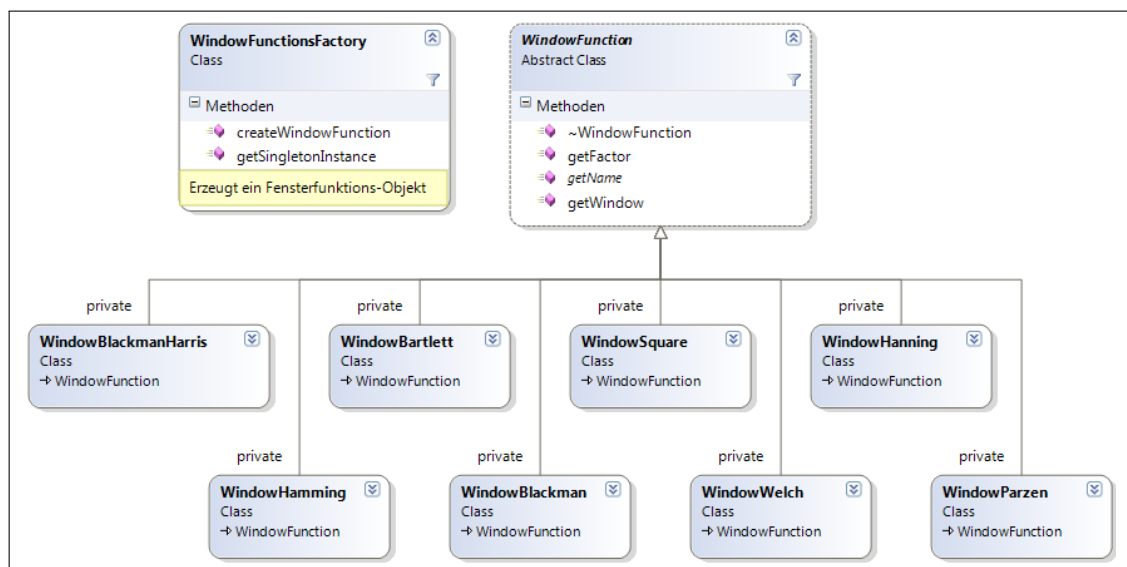 WindowFunctionsFactory
Class
Methoden
createWindowFunction
getSingletonInstance
Erzeugt ein Fensterfunktions-Objekt
WindowFunction
Abstract Class
Methoden
~WindowFunction
getFactor
getName
getWindow
private
WindowBlackmanHarris
Class
WindowFunction
private
WindowBartlett
Class
WindowFunction
private
WindowSquare
Class
WindowFunction
private
WindowHanning
Class
WindowFunction
private
WindowHamming
Class
WindowFunction
private
WindowBlackman
Class
WindowFunction
private
WindowWelch
Class
WindowFunction
private
WindowParzen
Class
WindowFunction